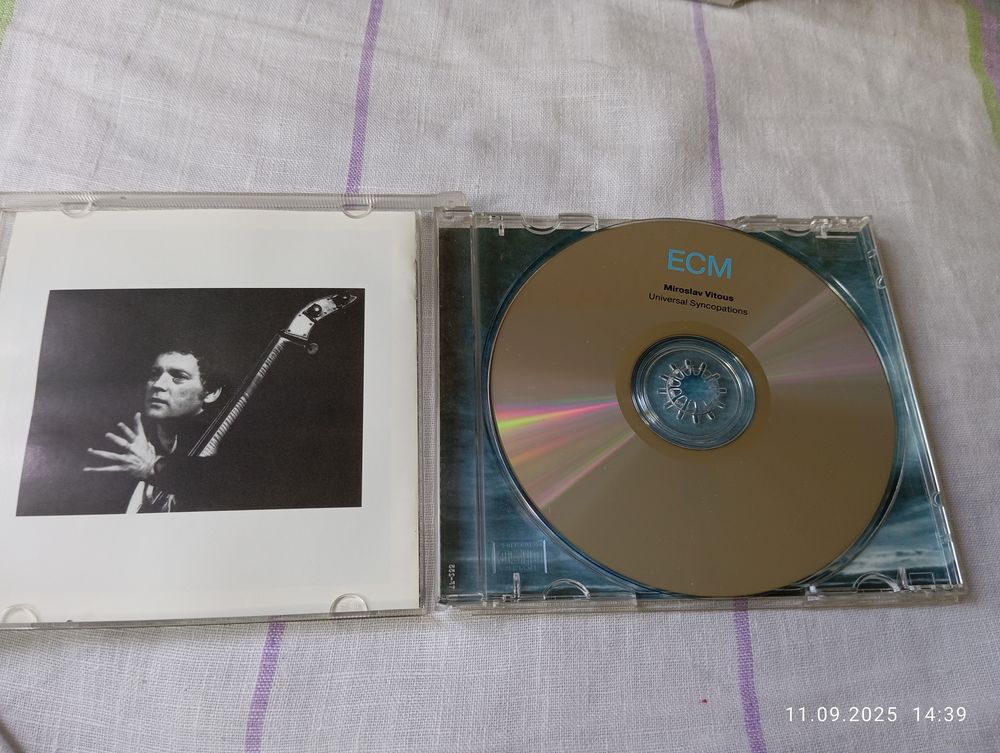 ECM
Miroslav Vitous
Universal Syncopations
11.09.2025 14:39